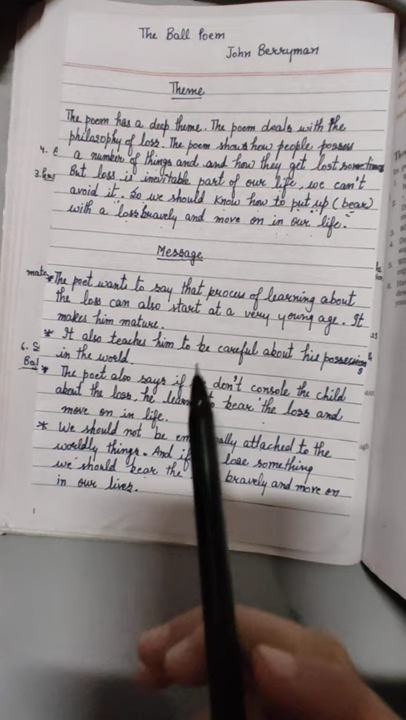 The Ball Poem
John Berryman
Theme
The poem has a deep theme. The poem deals with the
philosophy of loss. The poem shows how people possess
a number of things and and how they get lost sometimes
But loss is inevitable part of our life, we can't
avoid it. So we should know how to put up (bear)
with a loss bravely and move on in our life.
Message
* The poet wants to say that process of learning about
the loss can also start at a very young age. It
makes him mature.
* It also teaches him to be careful about his possession
in the world
* The poet also says if don't console the child
about the loss, he to bear the loss and
move on in life.
* We should not be attached to the
worldly things. And if lose something
we should bear the bravely and move on
in our lives.